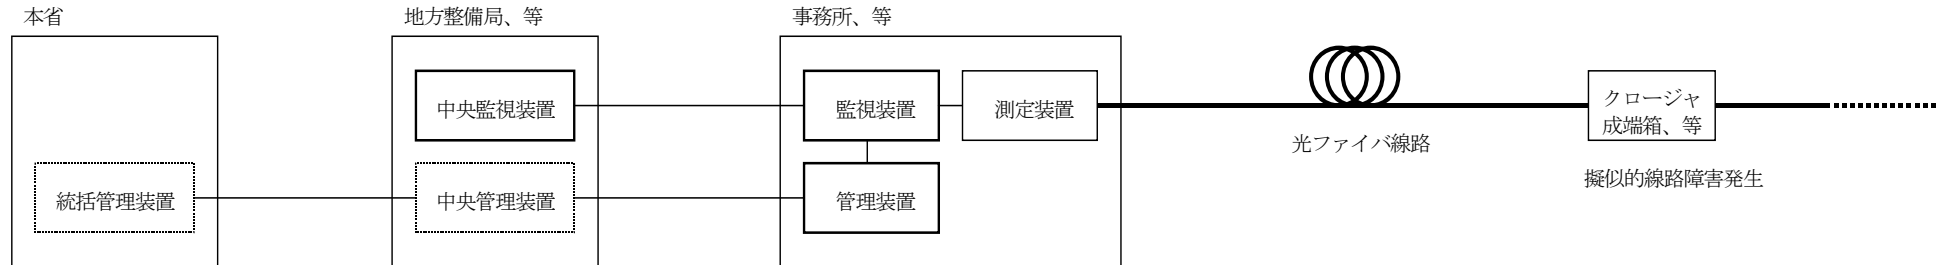 本省
地方整備局、等
事務所、等
中央監視装置
監視装置
測定装置
クロージャ
成端箱、等
光ファイバ線路
擬似的線路障害発生
統括管理装置
中央管理装置
管理装置